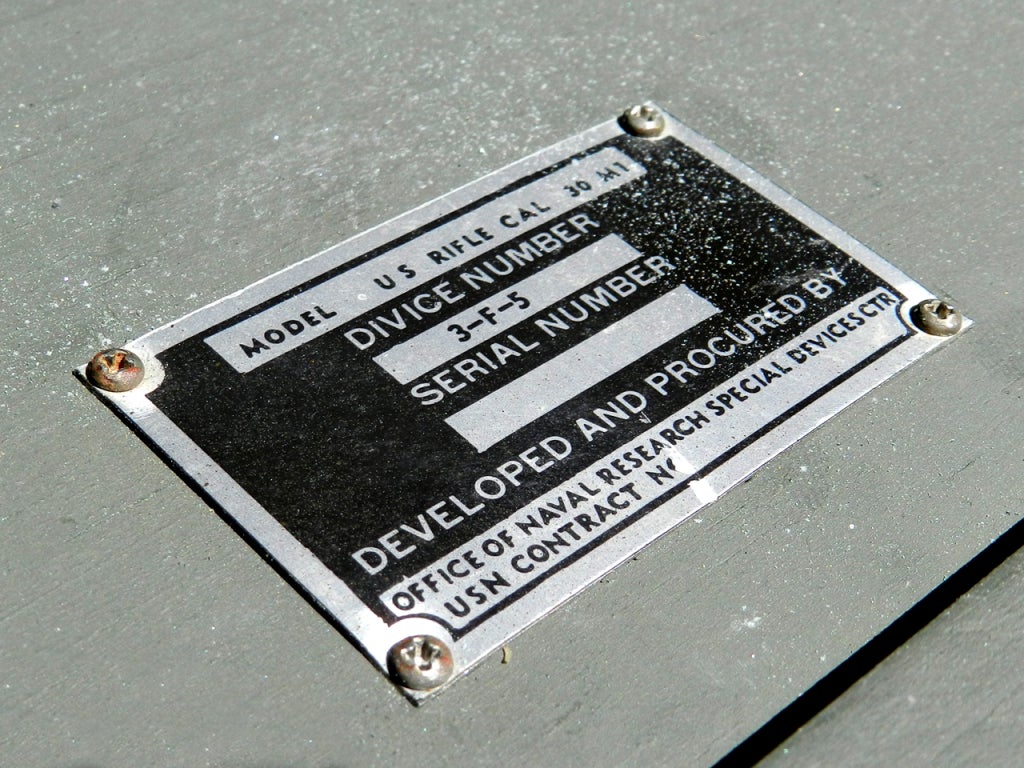 MODEL US RIFLE CAL 30 M1
DIVICE NUMBER
3-F-5
SERIAL NUMBER
DEVELOPED AND PROCURED BY
OFFICE OF NAVAL RESEARCH SPECIAL DEVICES CTR
USN CONTRACT